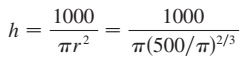 h = 1000/πr² = 1000/π(500/π)^{2/3}